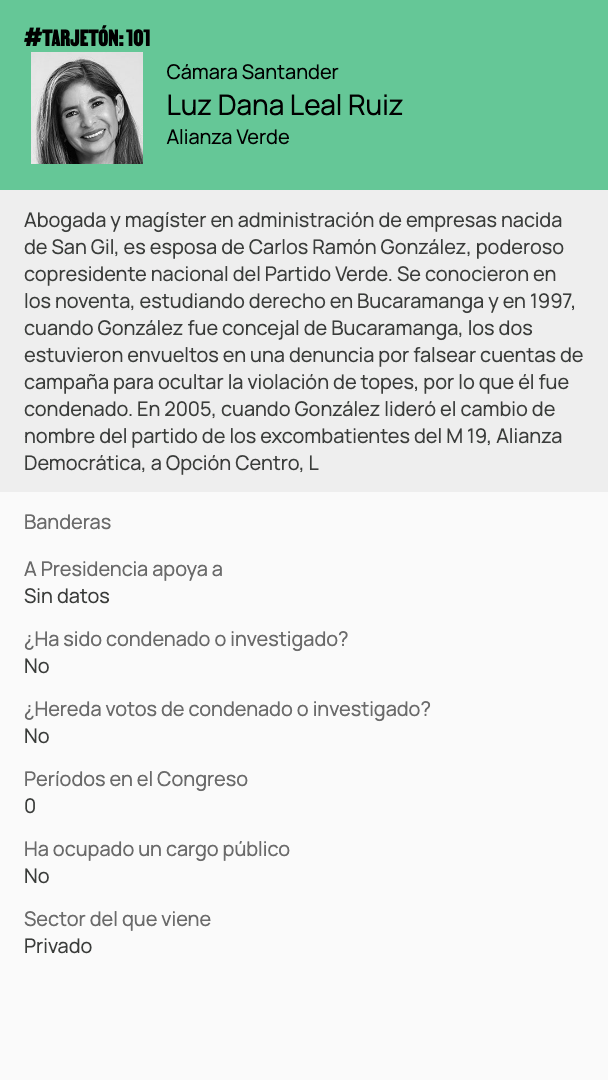 #TARJETÓN: 101
Cámara Santander
Luz Dana Leal Ruiz
Alianza Verde
Abogada y magíster en administración de empresas nacida
de San Gil, es esposa de Carlos Ramón González, poderoso
copresidente nacional del Partido Verde. Se conocieron en
los noventa, estudiando derecho en Bucaramanga y en 1997,
cuando González fue concejal de Bucaramanga, los dos
estuvieron envueltos en una denuncia por falsear cuentas de
campaña para ocultar la violación de topes, por lo que él fue
condenado. En 2005, cuando González lideró el cambio de
nombre del partido de los excombatientes del M 19, Alianza
Democrática, a Opción Centro, L
Banderas
A Presidencia apoya a
Sin datos
¿Ha sido condenado o investigado?
No
¿Hereda votos de condenado o investigado?
No
Períodos en el Congreso
0
Ha ocupado un cargo público
No
Sector del que viene
Privado